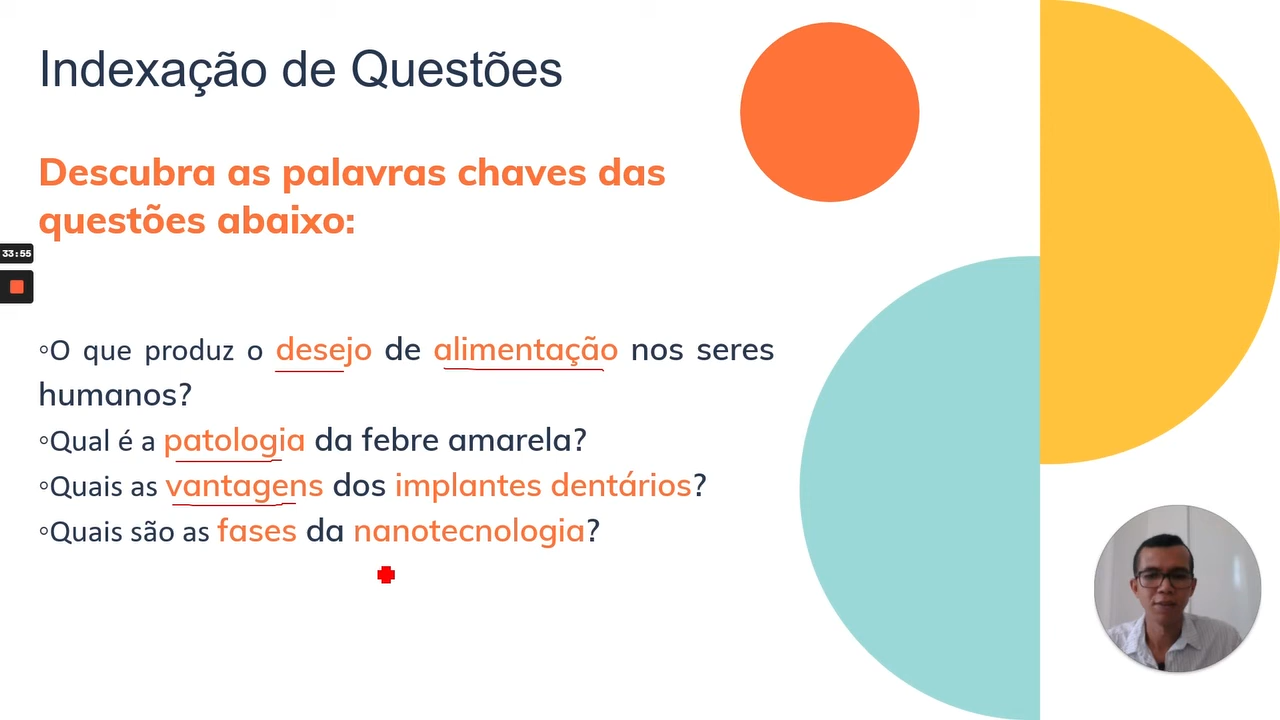 Indexação de Questões
Descubra as palavras chaves das
questões abaixo:
33:55
◦O que produz o desejo de alimentação nos seres
humanos?
◦Qual é a patologia da febre amarela?
◦Quais as vantagens dos implantes dentários?
◦Quais são as fases da nanotecnologia?